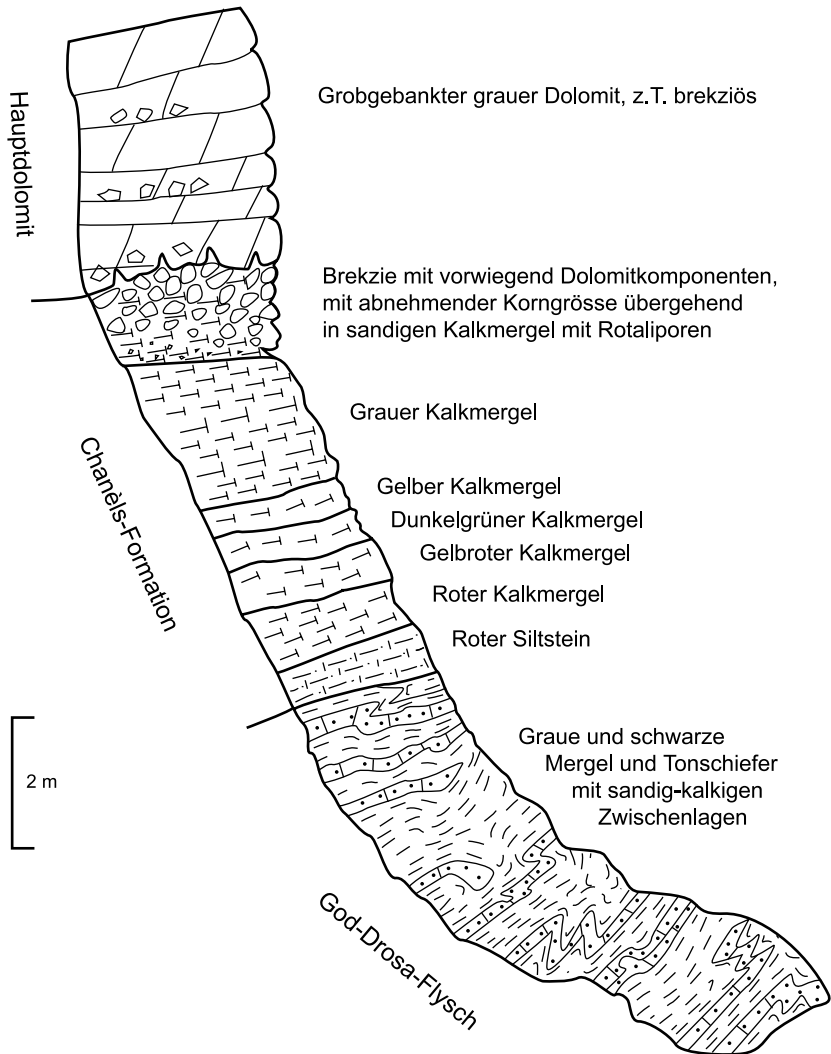 Hauptdolomit
Grobgebankter grauer Dolomit, z.T. brekziös
Brekzie mit vorwiegend Dolomitkomponenten,
mit abnehmender Korngrösse übergehend
in sandigen Kalkmergel mit Rotaliporen
Chanèls-Formation
Grauer Kalkmergel
Gelber Kalkmergel
Dunkelgrüner Kalkmergel
Gelbroter Kalkmergel
Roter Kalkmergel
Roter Siltstein
2 m
Graue und schwarze
Mergel und Tonschiefer
mit sandig-kalkigen
Zwischenlagen
God-Drosa-Flysch